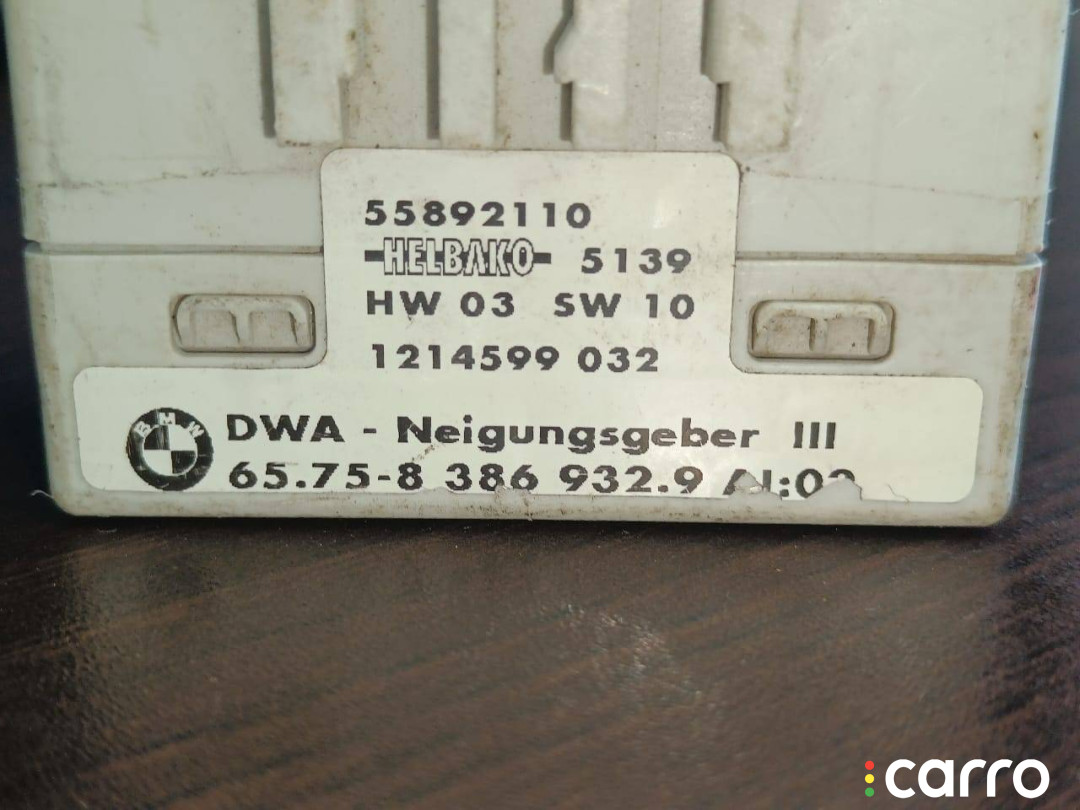 55892110
HELBAKO 5139
HW 03 SW 10
1214599 032
BMW
DWA - Neigungsgeber III
65.75-8 386 932.9
carro